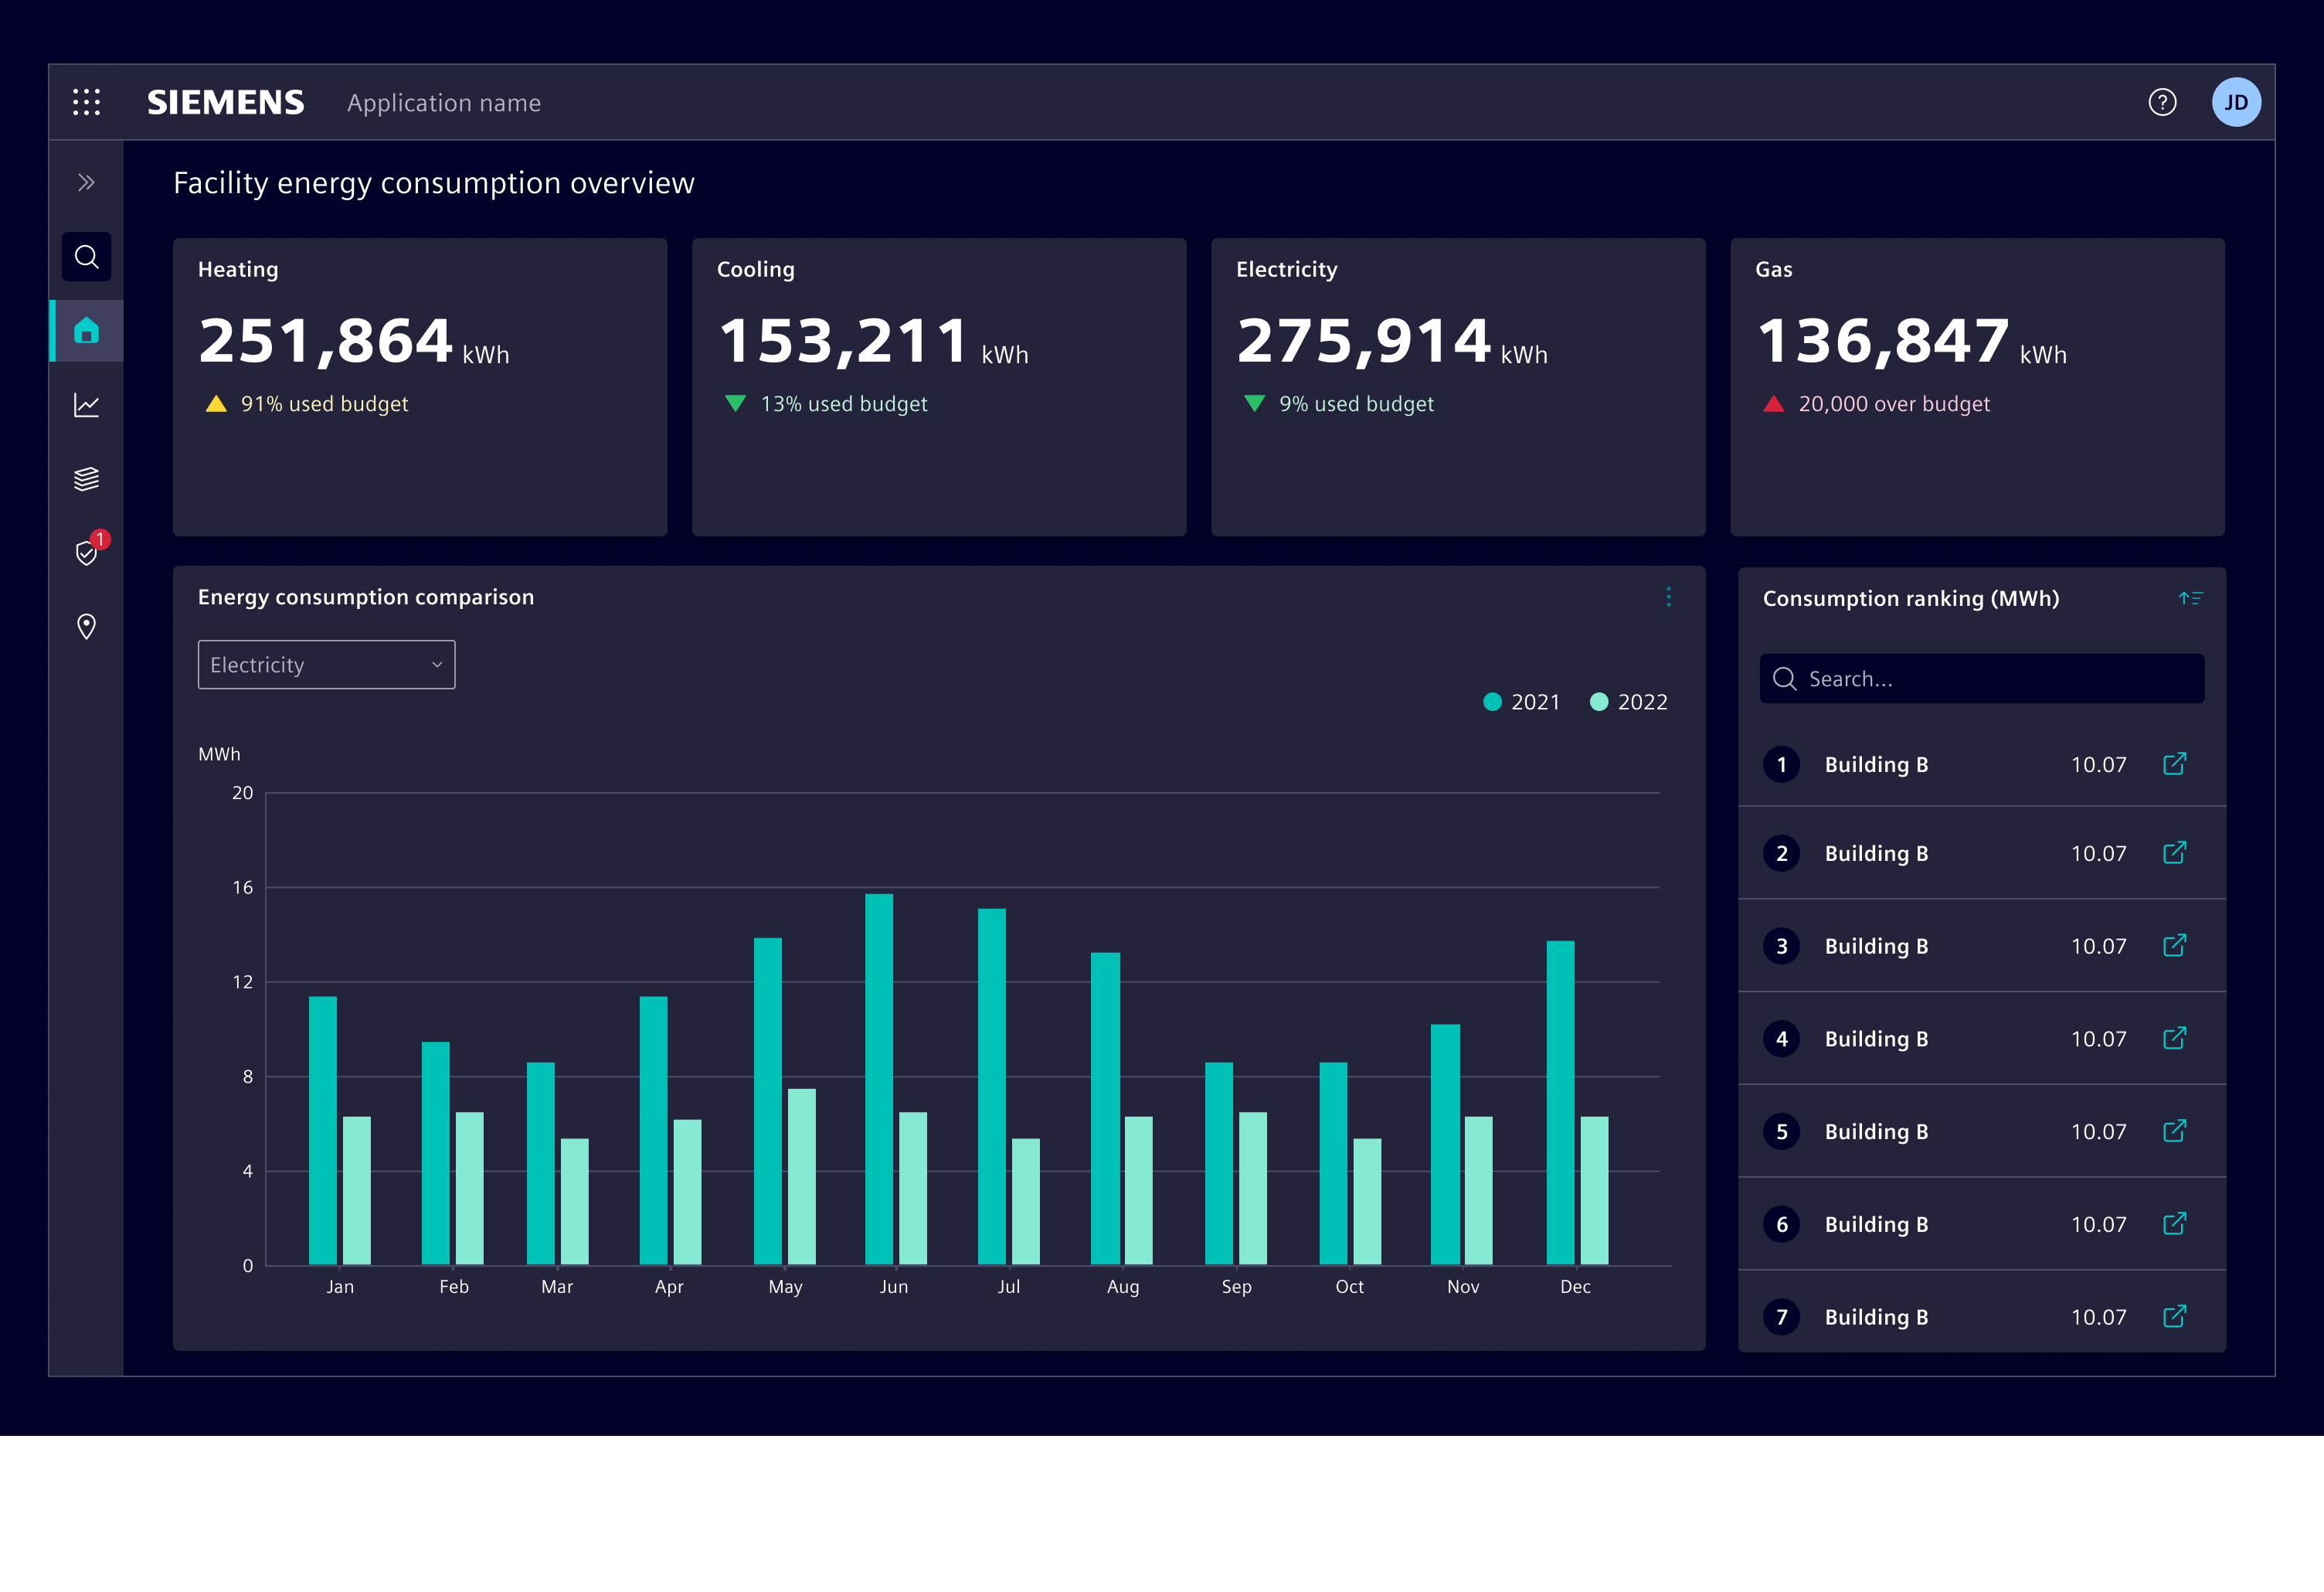 SIEMENS Application name ? JD
Facility energy consumption overview
Heating
251,864 kWh
91% used budget
Cooling
153,211 kWh
13% used budget
Electricity
275,914 kWh
9% used budget
Gas
136,847 kWh
20,000 over budget
1
Energy consumption comparison
Electricity
2021 2022
MWh
20
16
12
8
4
0
Jan Feb Mar Apr May Jun Jul Aug Sep Oct Nov Dec
Consumption ranking (MWh)
Search...
1 Building B 10.07
2 Building B 10.07
3 Building B 10.07
4 Building B 10.07
5 Building B 10.07
6 Building B 10.07
7 Building B 10.07